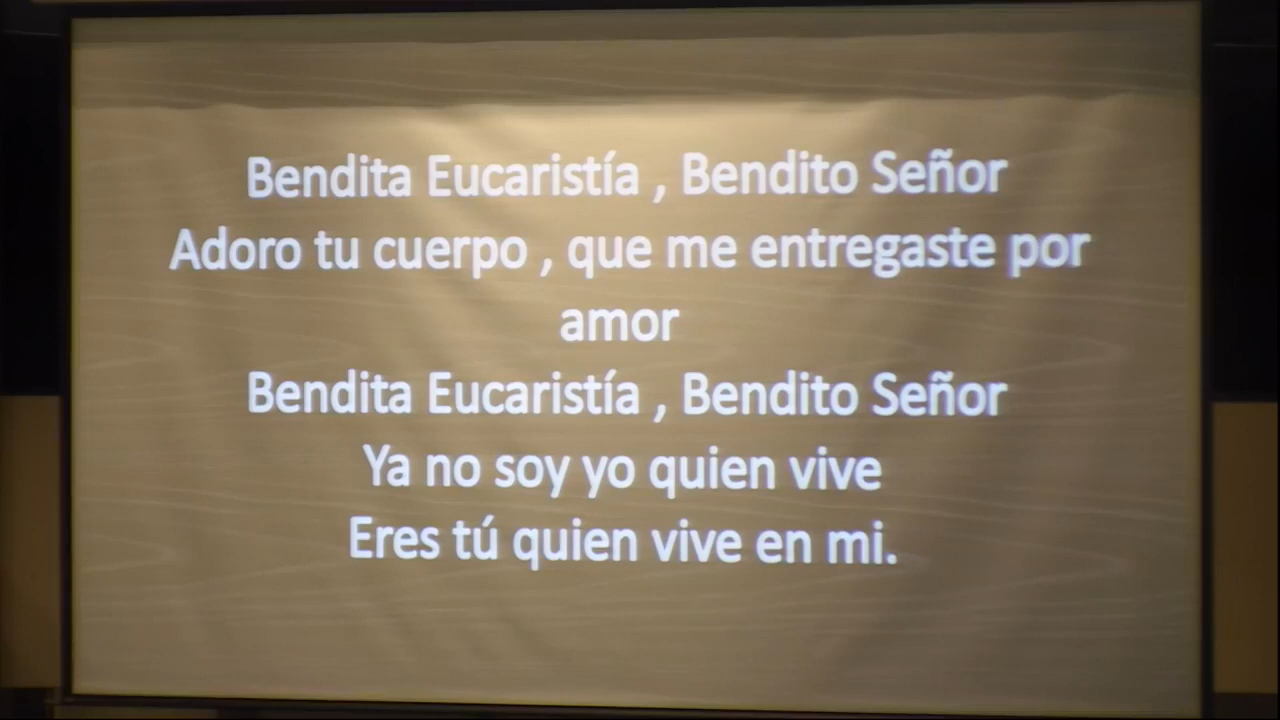 Bendita Eucaristía , Bendito Señor
Adoro tu cuerpo , que me entregaste por
amor
Bendita Eucaristía , Bendito Señor
Ya no soy yo quien vive
Eres tú quien vive en mi.